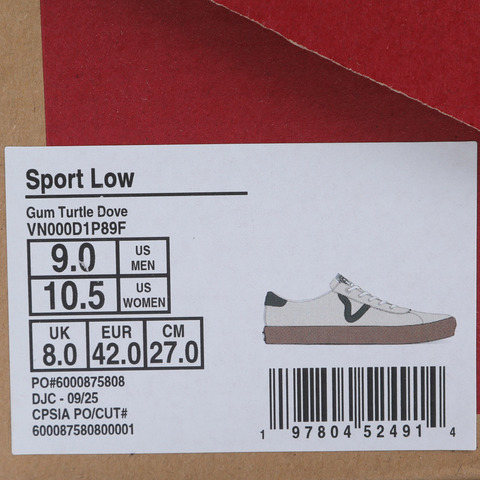 Sport Low
Gum Turtle Dove
VN000D1P89F
9.0 US MEN
10.5 US WOMEN
UK EUR CM
8.0 42.0 27.0
PO#6000875808
DJC - 09/25
CPSIA PO/CUT#
600087580800001
1 97804 52491 4